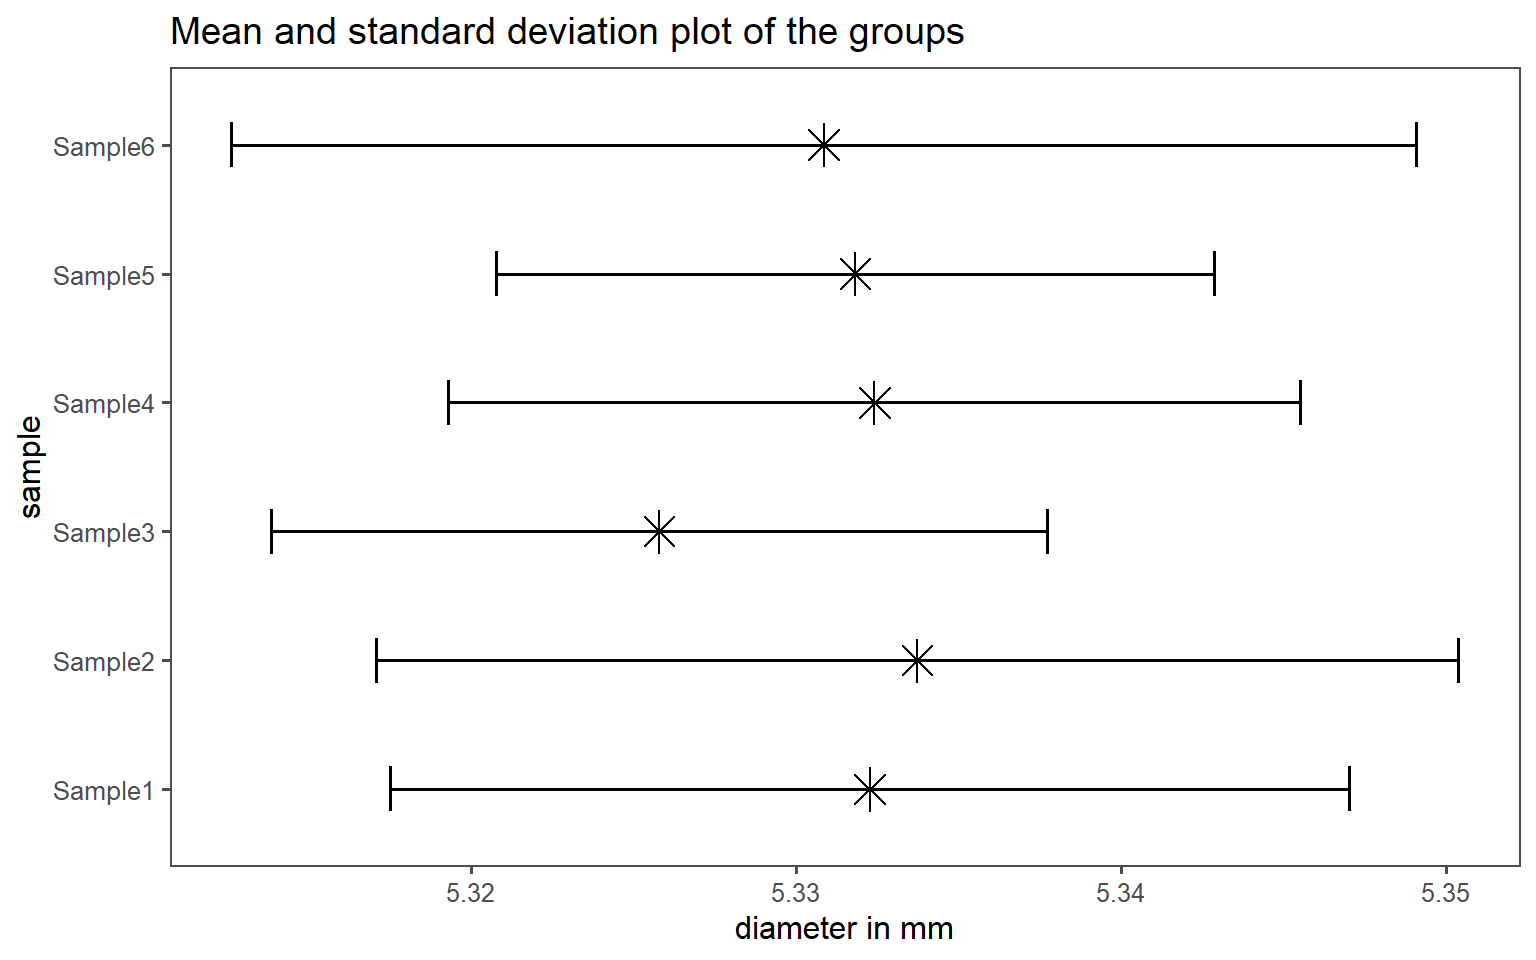 Mean and standard deviation plot of the groups
Sample6
Sample5
Sample4
Sample3
Sample2
Sample1
sample
5.32 5.33 5.34 5.35
diameter in mm